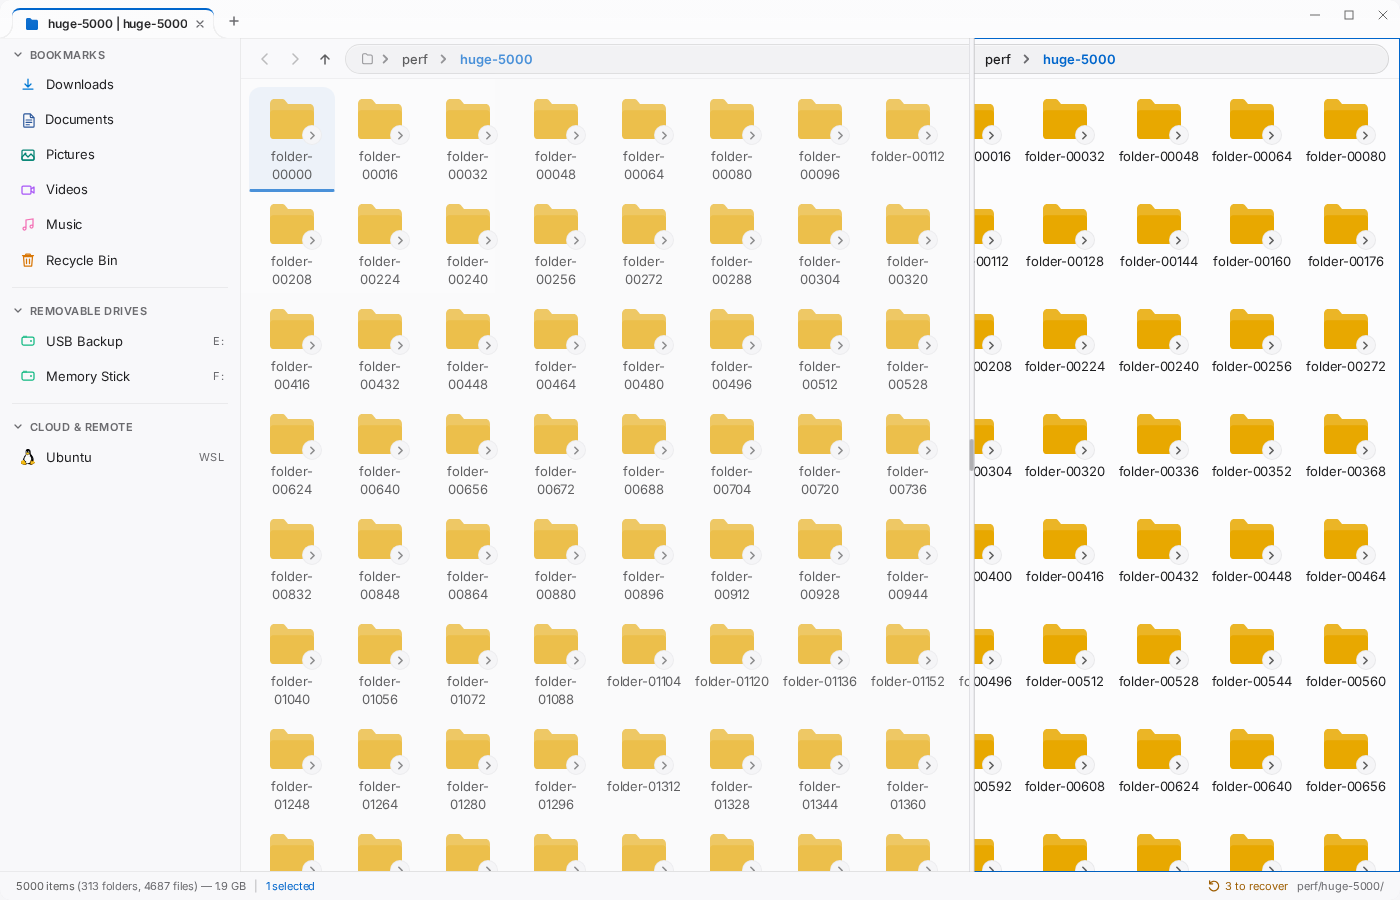 huge-5000 | huge-5000
BOOKMARKS
Downloads
Documents
Pictures
Videos
Music
Recycle Bin
REMOVABLE DRIVES
USB Backup E:
Memory Stick F:
CLOUD & REMOTE
Ubuntu WSL
perf huge-5000
folder-00000 folder-00016 folder-00032 folder-00048 folder-00064 folder-00080 folder-00096 folder-00112
folder-00208 folder-00224 folder-00240 folder-00256 folder-00272 folder-00288 folder-00304 folder-00320
folder-00416 folder-00432 folder-00448 folder-00464 folder-00480 folder-00496 folder-00512 folder-00528
folder-00624 folder-00640 folder-00656 folder-00672 folder-00688 folder-00704 folder-00720 folder-00736
folder-00832 folder-00848 folder-00864 folder-00880 folder-00896 folder-00912 folder-00928 folder-00944
folder-01040 folder-01056 folder-01072 folder-01088 folder-01104 folder-01120 folder-01136 folder-01152
folder-01248 folder-01264 folder-01280 folder-01296 folder-01312 folder-01328 folder-01344 folder-01360
perf huge-5000
00016 folder-00032 folder-00048 folder-00064 folder-00080
00112 folder-00128 folder-00144 folder-00160 folder-00176
00208 folder-00224 folder-00240 folder-00256 folder-00272
00304 folder-00320 folder-00336 folder-00352 folder-00368
00400 folder-00416 folder-00432 folder-00448 folder-00464
00496 folder-00512 folder-00528 folder-00544 folder-00560
00592 folder-00608 folder-00624 folder-00640 folder-00656
5000 items (313 folders, 4687 files) — 1.9 GB | 1 selected
3 to recover perf/huge-5000/